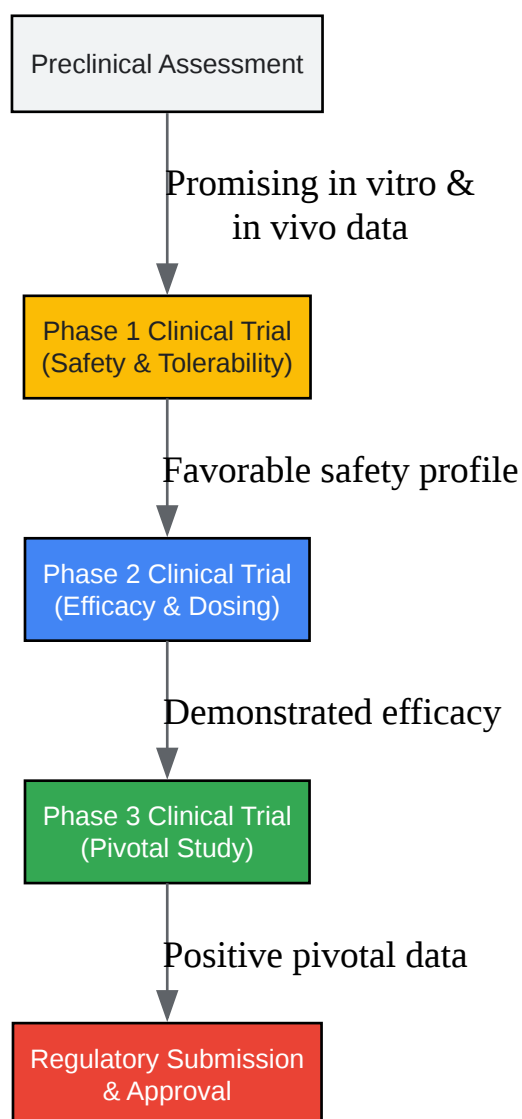 Preclinical Assessment
Promising in vitro &
in vivo data
Phase 1 Clinical Trial
(Safety & Tolerability)
Favorable safety profile
Phase 2 Clinical Trial
(Efficacy & Dosing)
Demonstrated efficacy
Phase 3 Clinical Trial
(Pivotal Study)
Positive pivotal data
Regulatory Submission
& Approval